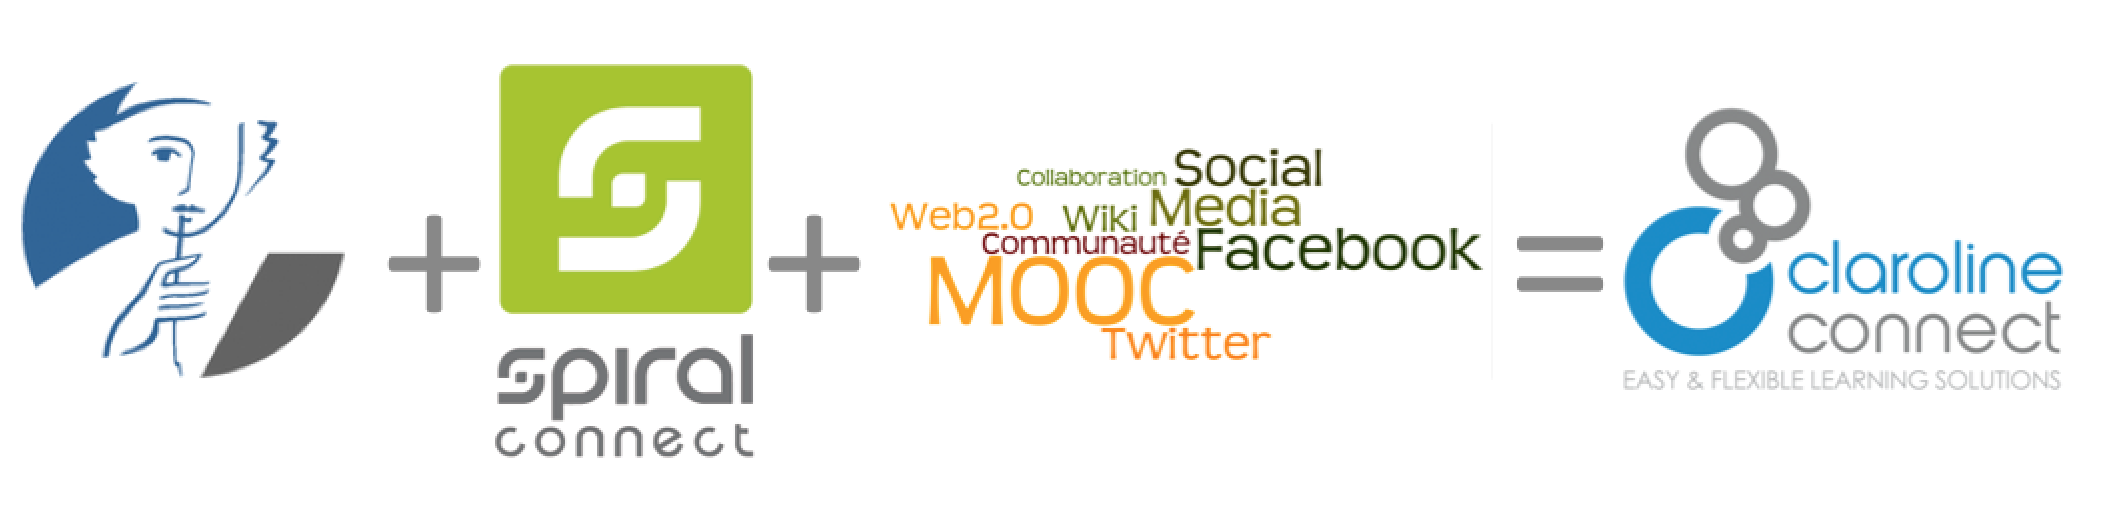 +
spiral
connect
+
Collaboration Social
Web2.0 Wiki Media
Communauté Facebook
MOOC
Twitter
=
claroline
connect
EASY & FLEXIBLE LEARNING SOLUTIONS